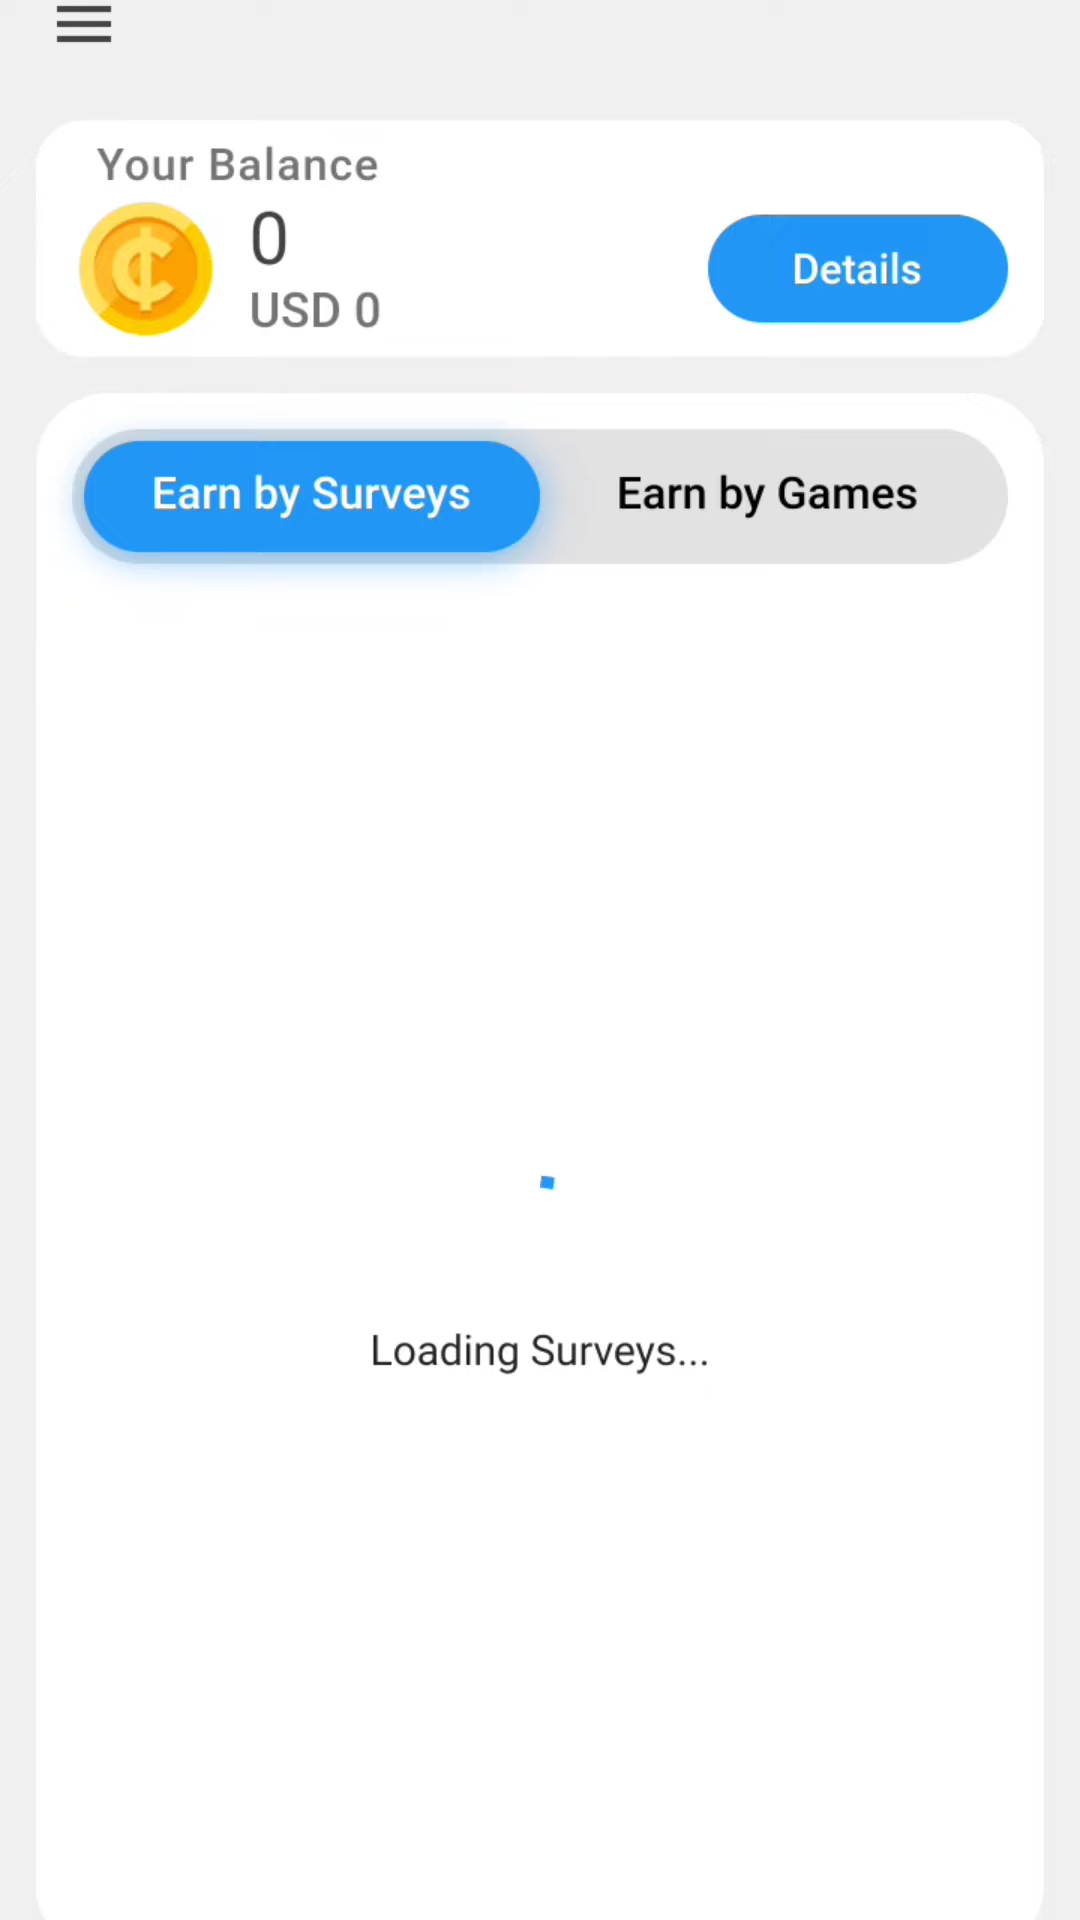 Your Balance
0
USD 0
Details
Earn by Surveys
Earn by Games
Loading Surveys...